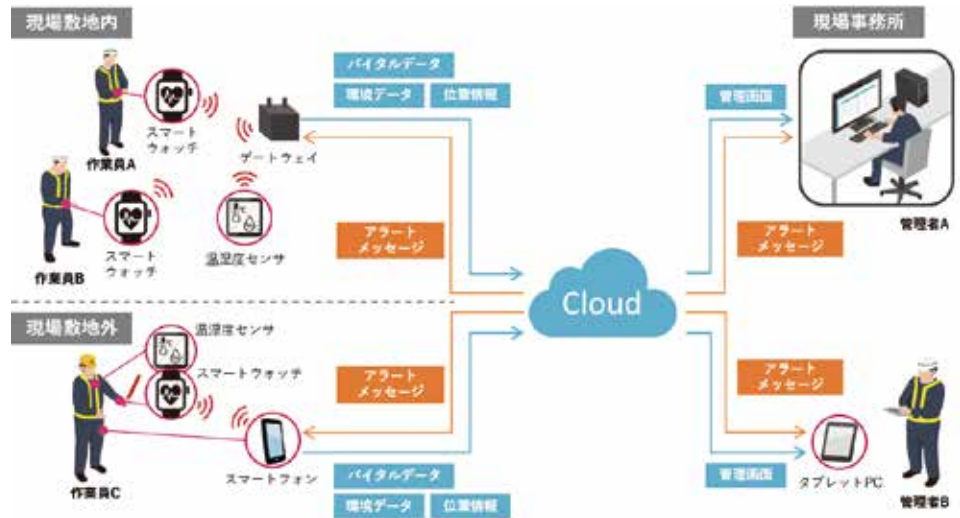 現場敷地内
スマート
ウォッチ
作業員A
ゲートウェイ
スマート
ウォッチ
作業員B
温湿度センサ
バイタルデータ
環境データ
位置情報
アラート
メッセージ
現場事務所
管理画面
管理者A
アラート
メッセージ
Cloud
現場敷地外
温湿度センサ
スマートウォッチ
作業員C
スマートフォン
アラート
メッセージ
バイタルデータ
環境データ
位置情報
アラート
メッセージ
管理画面
タブレットPC
管理者B